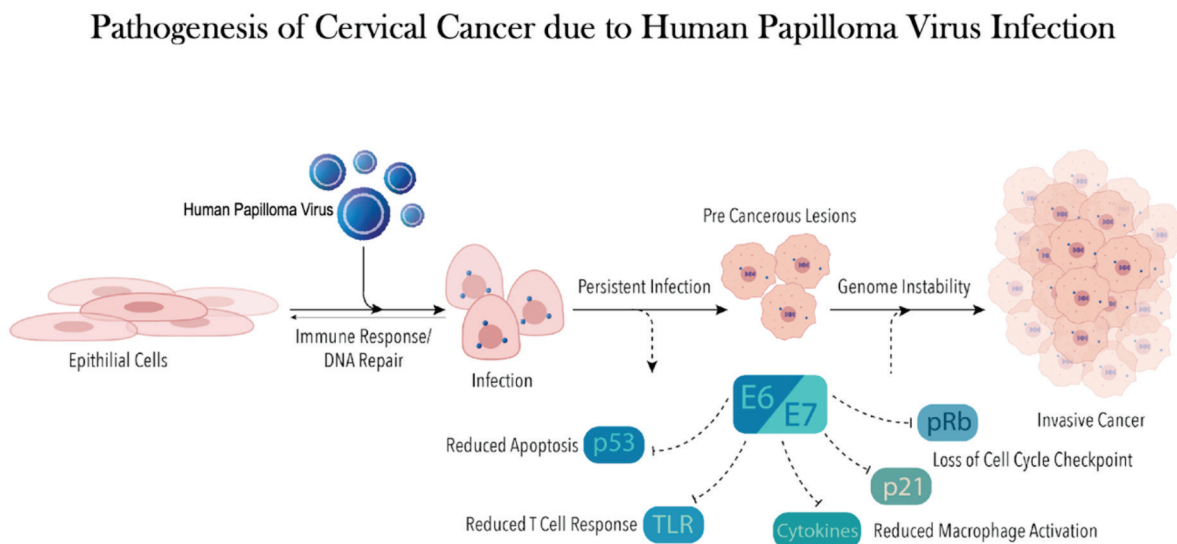 Pathogenesis of Cervical Cancer due to Human Papilloma Virus Infection
Human Papilloma Virus
Pre Cancerous Lesions
Persistent Infection
Genome Instability
Immune Response/
DNA Repair
Epithilial Cells
Infection
Invasive Cancer
E6
E7
pRb
Reduced Apoptosis
p53
Loss of Cell Cycle Checkpoint
p21
Reduced T Cell Response
TLR
Cytokines
Reduced Macrophage Activation